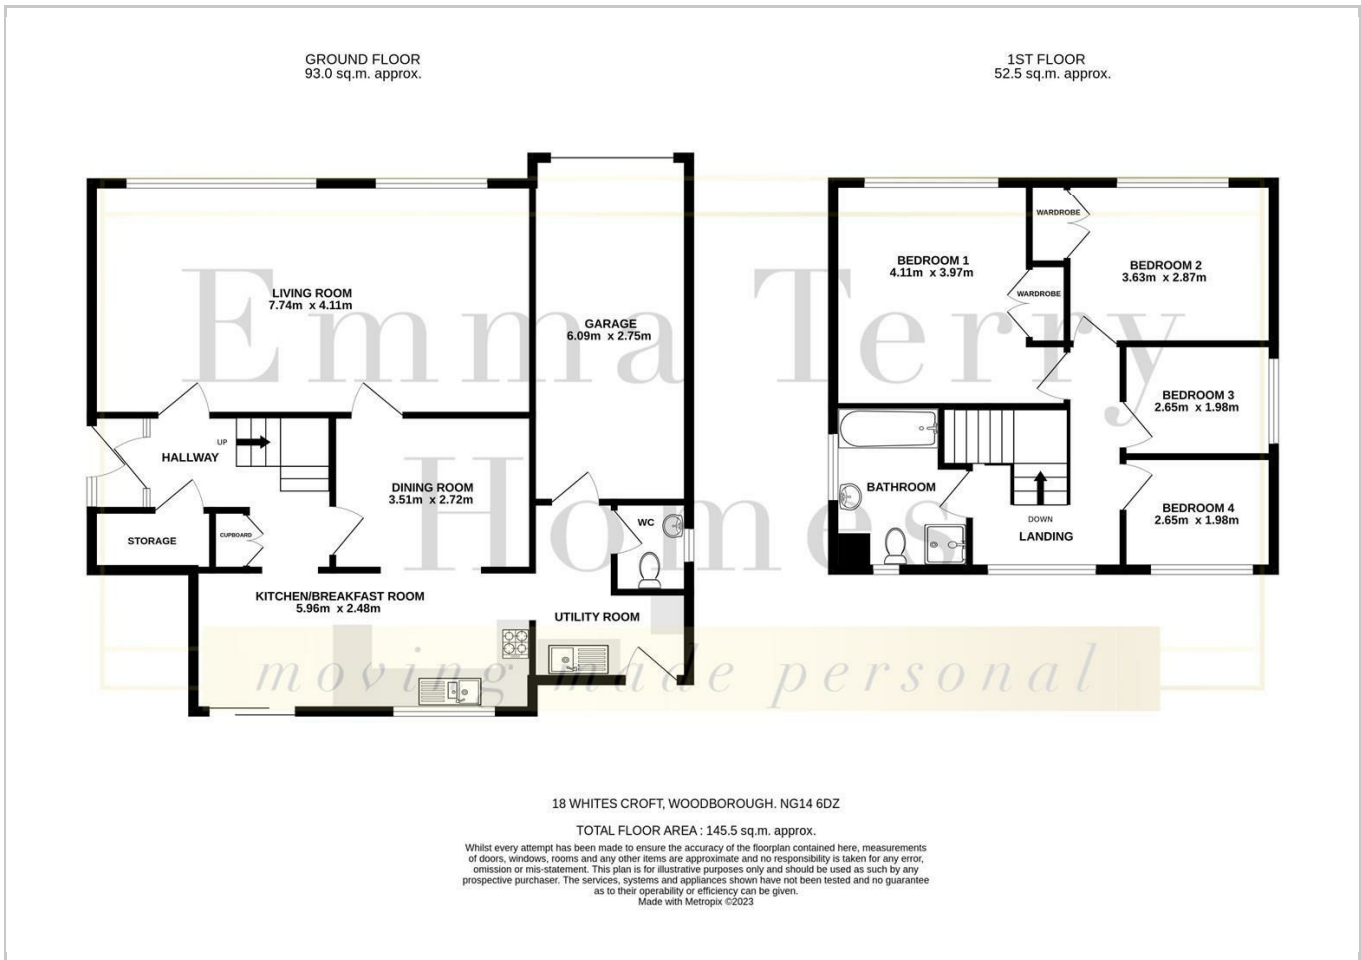 GROUND FLOOR
93.0 sq.m. approx.
1ST FLOOR
52.5 sq.m. approx.
LIVING ROOM
7.74m x 4.11m
GARAGE
6.09m x 2.75m
UP
HALLWAY
DINING ROOM
3.51m x 2.72m
STORAGE
CUPBOARD
WC
KITCHEN/BREAKFAST ROOM
5.96m x 2.48m
UTILITY ROOM
BEDROOM 1
4.11m x 3.97m
WARDROBE
WARDROBE
BEDROOM 2
3.63m x 2.87m
BEDROOM 3
2.65m x 1.98m
BATHROOM
BEDROOM 4
2.65m x 1.98m
DOWN
LANDING
Emma Terry
Homes
moving made personal
18 WHITES CROFT, WOODBOROUGH. NG14 6DZ
TOTAL FLOOR AREA : 145.5 sq.m. approx.
Whilst every attempt has been made to ensure the accuracy of the floorplan contained here, measurements
of doors, windows, rooms and any other items are approximate and no responsibility is taken for any error,
omission or mis-statement. This plan is for illustrative purposes only and should be used as such by any
prospective purchaser. The services, systems and appliances shown have not been tested and no guarantee
as to their operability or efficiency can be given.
Made with Metropix ©2023